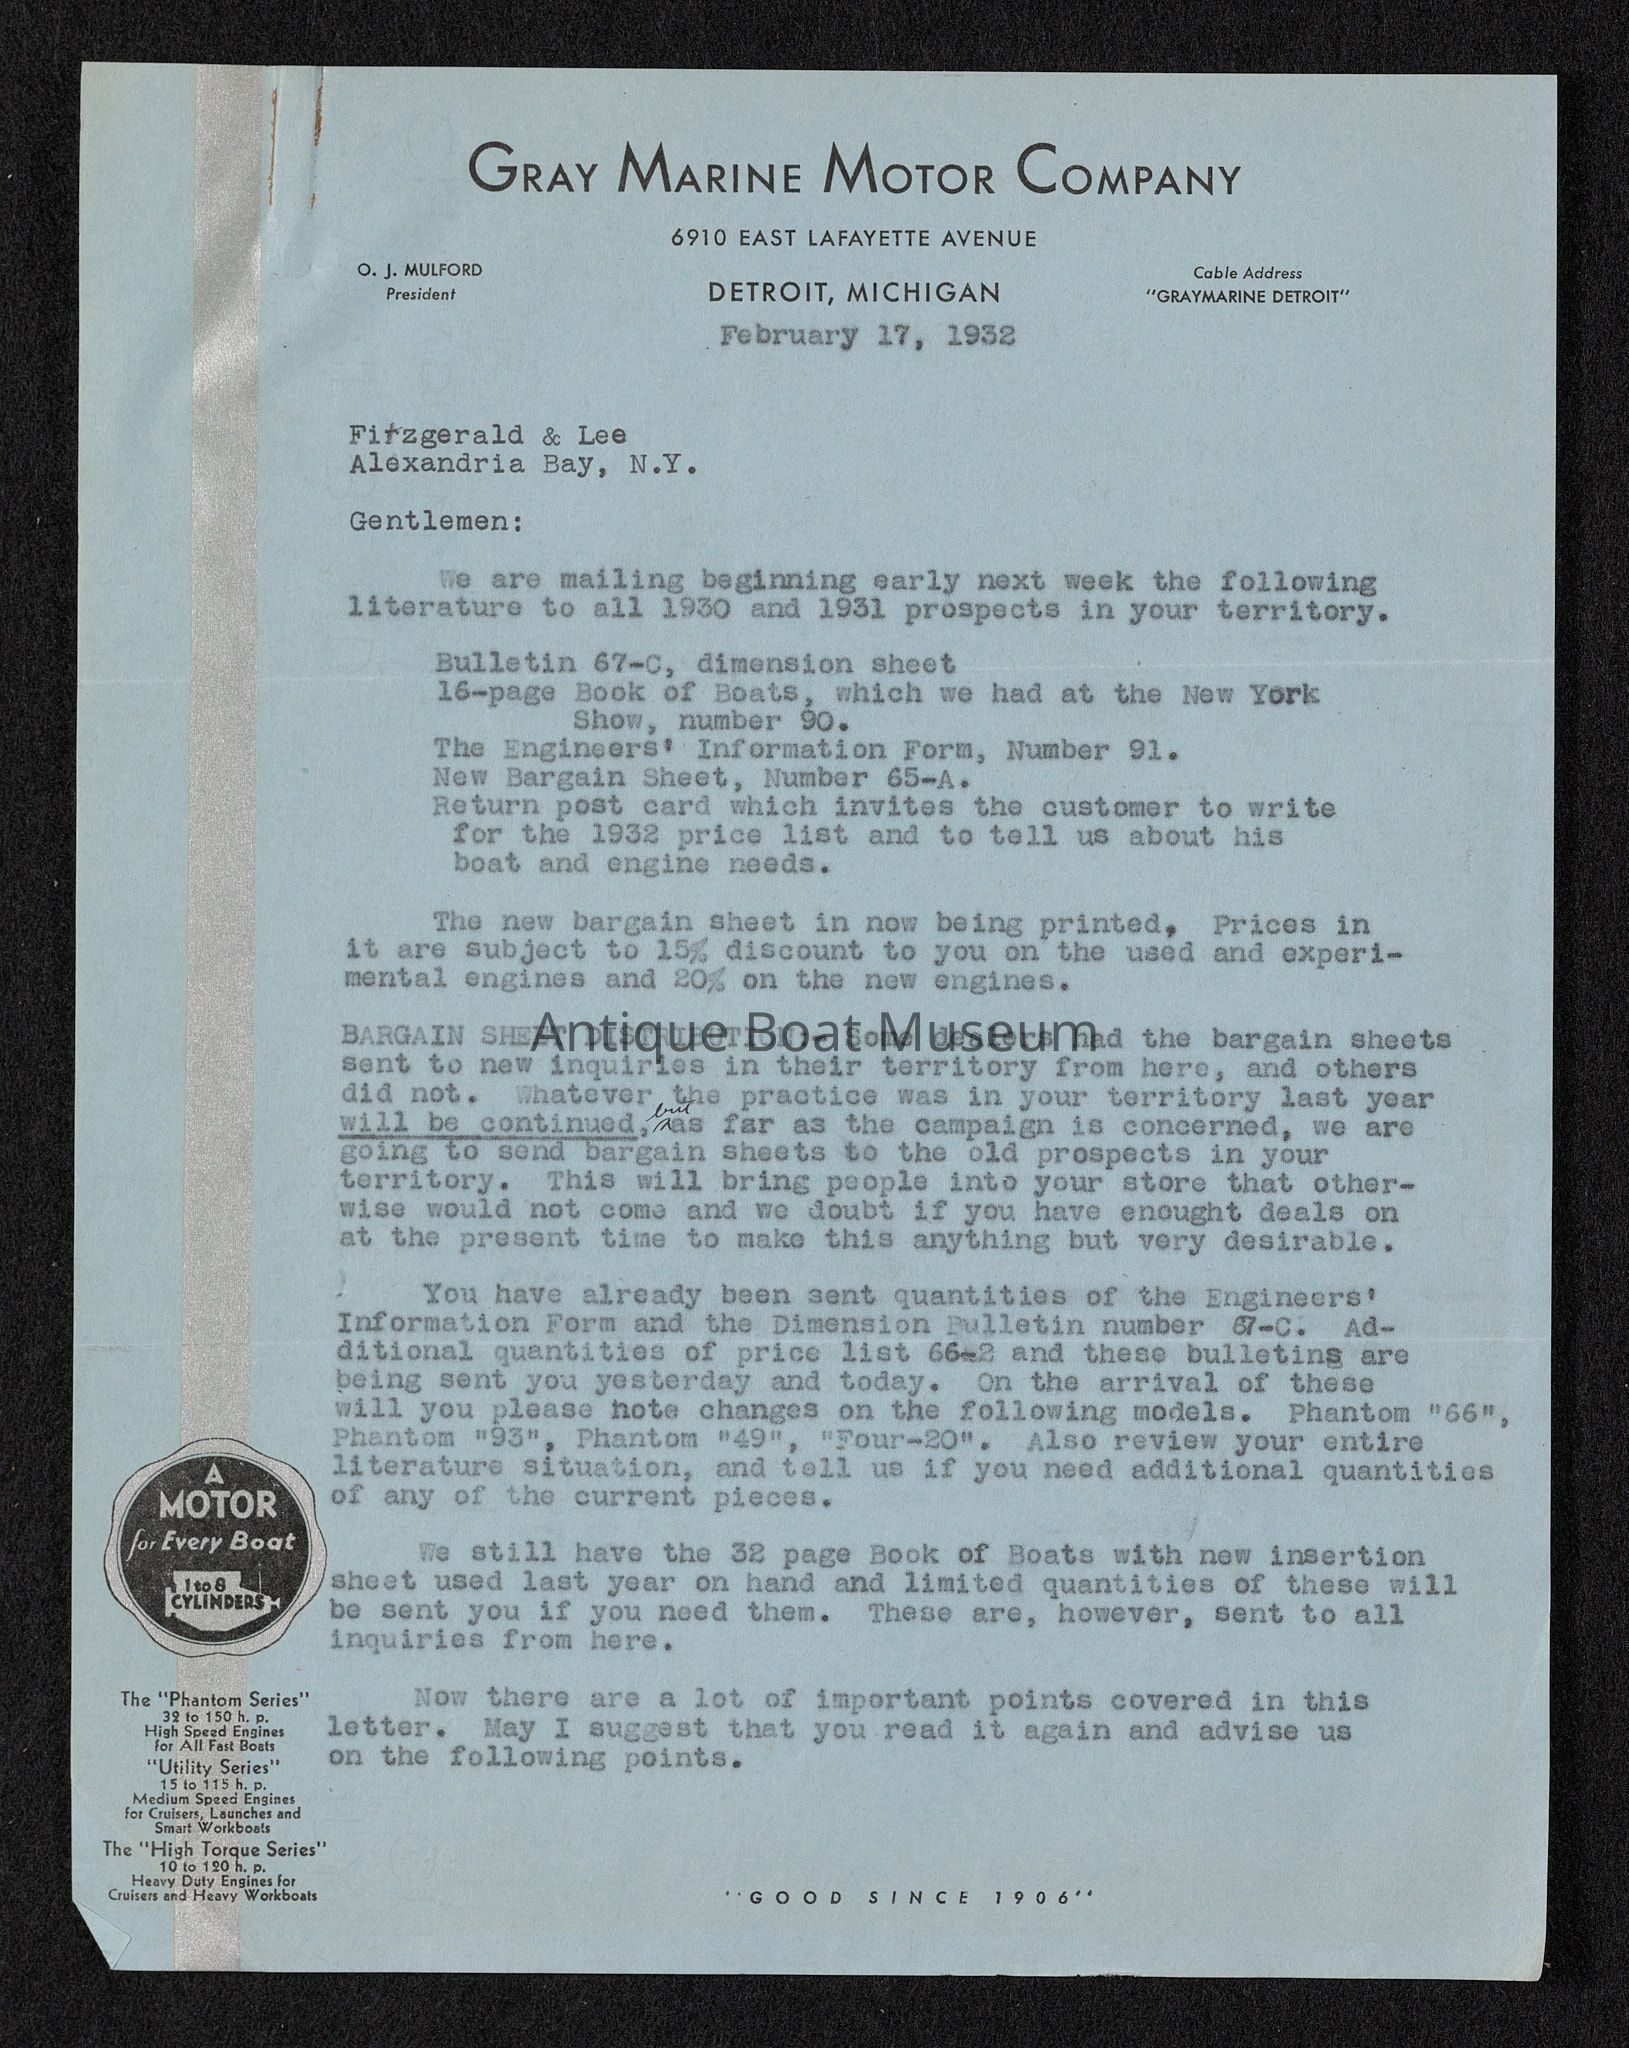 GRAY MARINE MOTOR COMPANY
6910 EAST LAFAYETTE AVENUE
O. J. MULFORD
President
DETROIT, MICHIGAN
Cable Address
"GRAYMARINE DETROIT"
February 17, 1932
Fitzgerald & Lee
Alexandria Bay, N.Y.
Gentlemen:
We are mailing beginning early next week the following
literature to all 1930 and 1931 prospects in your territory.
Bulletin 67-C, dimension sheet
16-page Book of Boats, which we had at the New York
Show, number 90.
The Engineers' Information Form, Number 91.
New Bargain Sheet, Number 65-A.
Return post card which invites the customer to write
for the 1932 price list and to tell us about his
boat and engine needs.
The new bargain sheet in now being printed. Prices in
it are subject to 15% discount to you on the used and experi-
mental engines and 20% on the new engines.
BARGAIN SHEET DISTRIBUTION- Some dealers had the bargain sheets
Antique Boat Museum
sent to new inquiries in their territory from here, and others
did not. Whatever the practice was in your territory last year
will be continued, but as far as the campaign is concerned, we are
going to send bargain sheets to the old prospects in your
territory. This will bring people into your store that other-
wise would not come and we doubt if you have enought deals on
at the present time to make this anything but very desirable.
You have already been sent quantities of the Engineers'
Information Form and the Dimension Bulletin number 67-C. Ad-
ditional quantities of price list 66-2 and these bulletins are
being sent you yesterday and today. On the arrival of these
will you please note changes on the following models. Phantom "66",
Phantom "93", Phantom "49", "Four-20". Also review your entire
literature situation, and tell us if you need additional quantities
of any of the current pieces.
We still have the 32 page Book of Boats with new insertion
sheet used last year on hand and limited quantities of these will
be sent you if you need them. These are, however, sent to all
inquiries from here.
Now there are a lot of important points covered in this
letter. May I suggest that you read it again and advise us
on the following points.
A
MOTOR
for Every Boat
1 to 8
CYLINDERS
The "Phantom Series"
32 to 150 h. p.
High Speed Engines
for All Fast Boats
"Utility Series"
15 to 115 h. p.
Medium Speed Engines
for Cruisers, Launches and
Smart Workboats
The "High Torque Series"
10 to 120 h. p.
Heavy Duty Engines for
Cruisers and Heavy Workboats
"GOOD SINCE 1906"